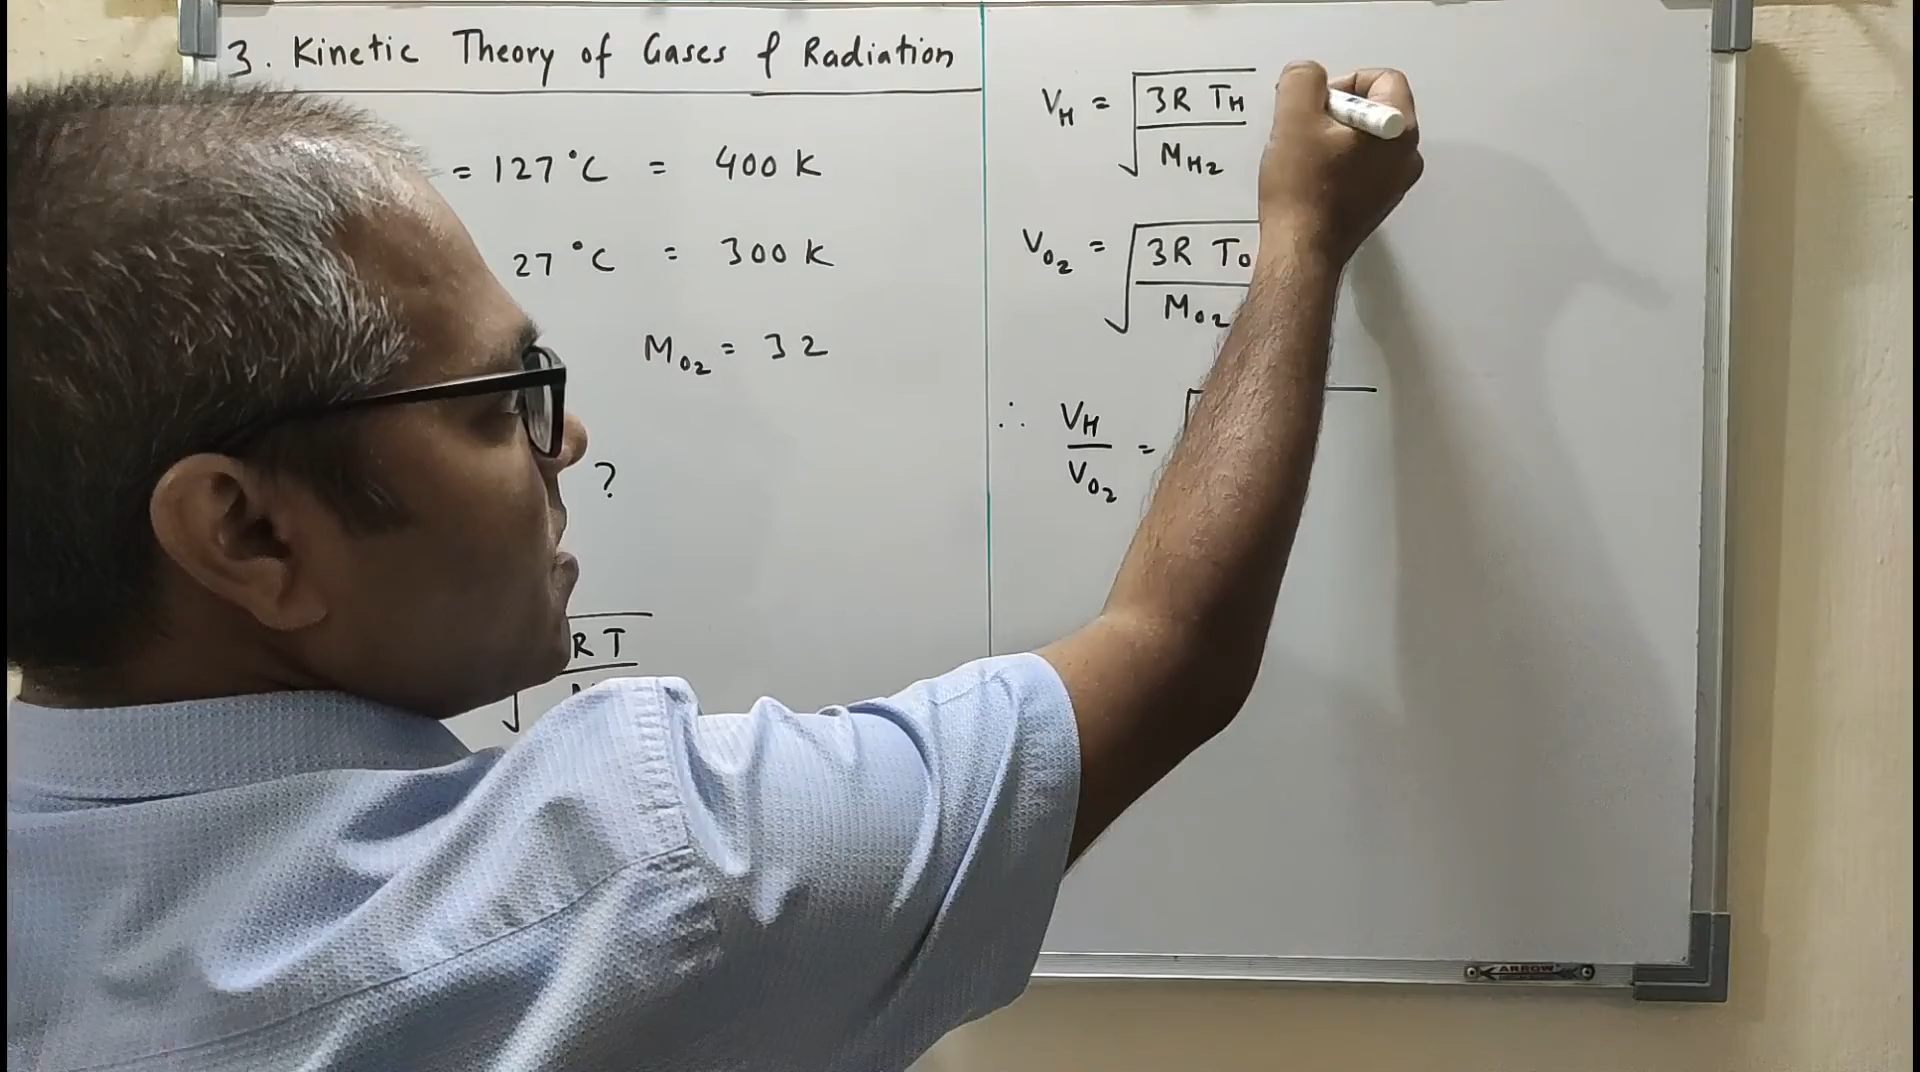 3. Kinetic Theory of Gases & Radiation
= 127°C = 400 K
27°C = 300 K
M_O2 = 32
?
RT
V_H = √(3R T_H / M_H2)
V_O2 = √(3R T_O / M_O2)
∴ V_H / V_O2 =
ARROW